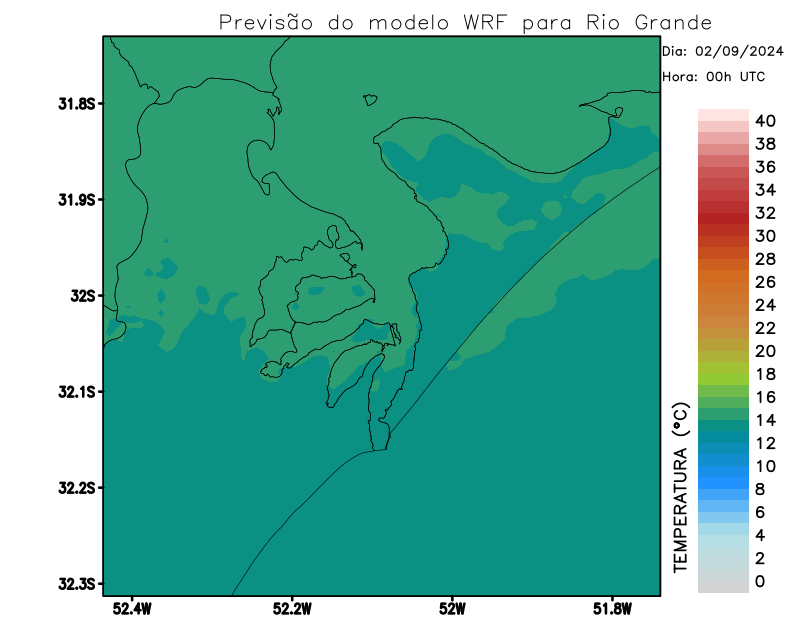 Previsão do modelo WRF para Rio Grande
Dia: 02/09/2024
Hora: 00h UTC
31.8S
31.9S
32S
32.1S
32.2S
32.3S
52.4W
52.2W
52W
51.8W
TEMPERATURA (°C)
40
38
36
34
32
30
28
26
24
22
20
18
16
14
12
10
8
6
4
2
0